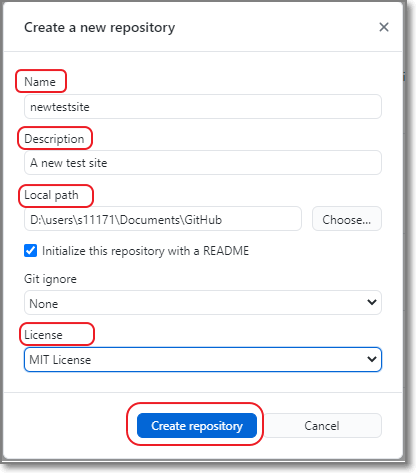 Create a new repository
Name
newtestsite
Description
A new test site
Local path
D:\users\s11171\Documents\GitHub
Choose...
Initialize this repository with a README
Git ignore
None
License
MIT License
Create repository
Cancel